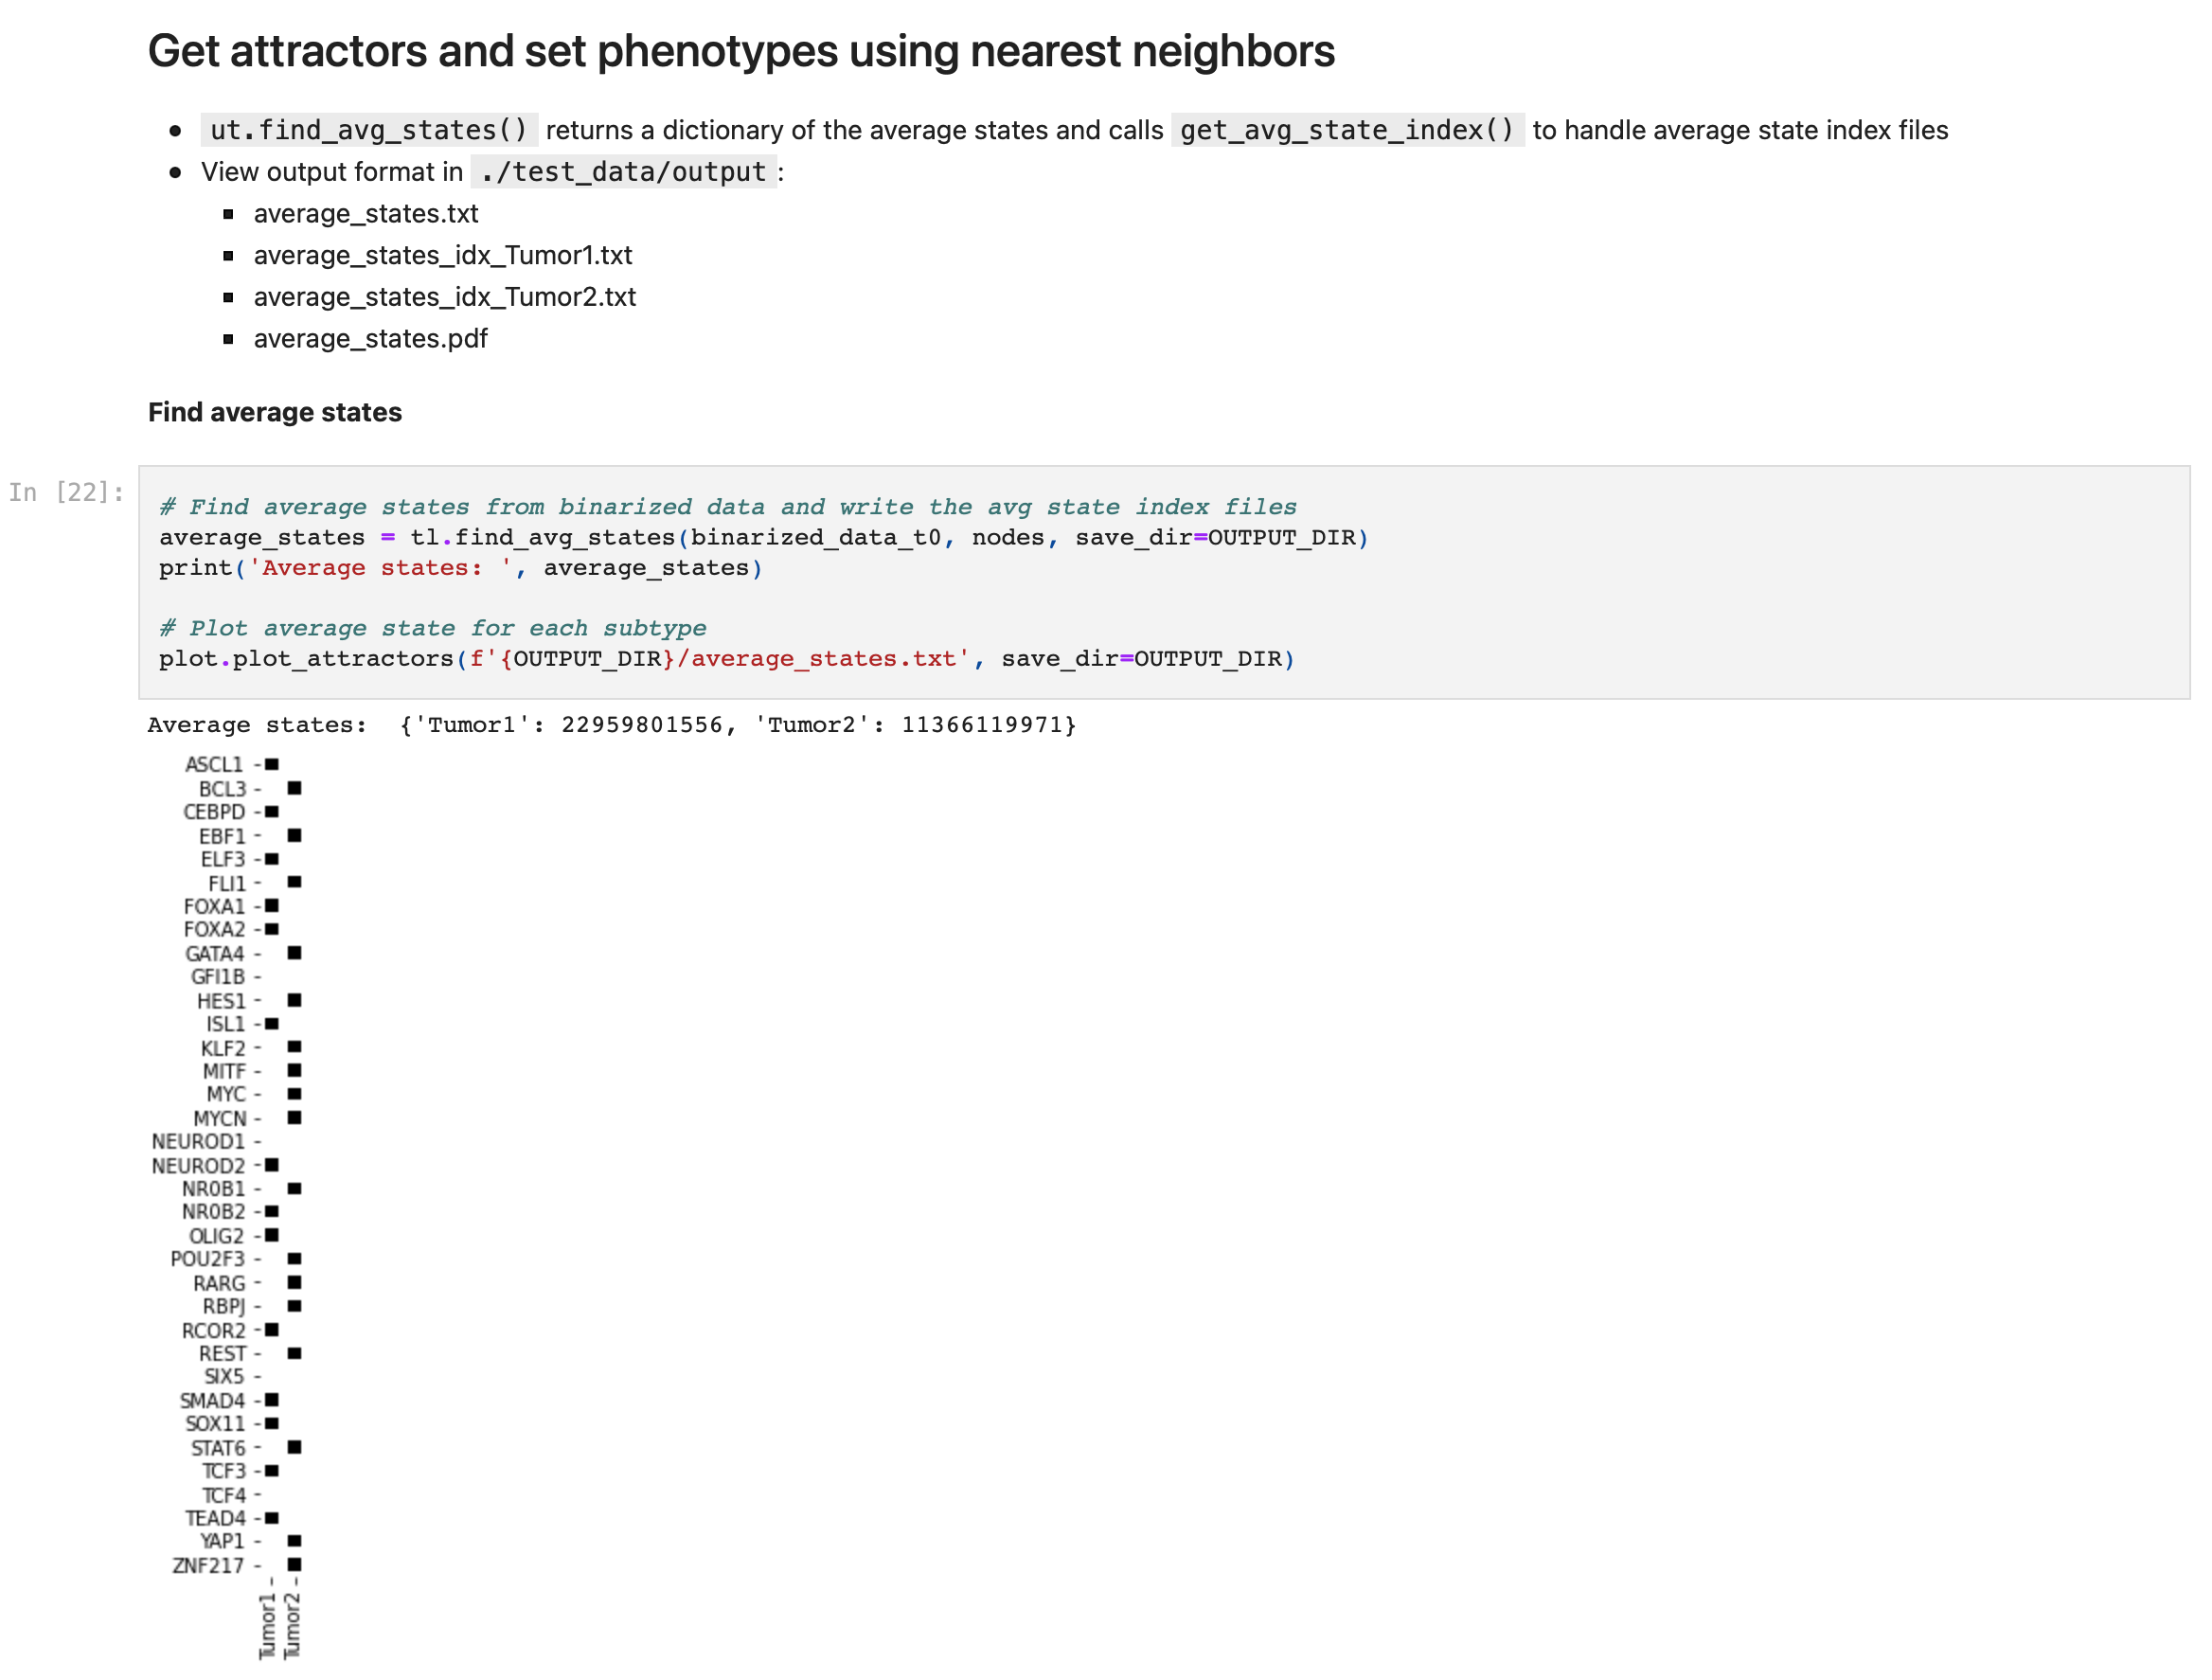 Get attractors and set phenotypes using nearest neighbors
ut.find_avg_states() returns a dictionary of the average states and calls get_avg_state_index() to handle average state index files
View output format in ./test_data/output :
average_states.txt
average_states_idx_Tumor1.txt
average_states_idx_Tumor2.txt
average_states.pdf
Find average states
In [22]:
# Find average states from binarized data and write the avg state index files
average_states = tl.find_avg_states(binarized_data_t0, nodes, save_dir=OUTPUT_DIR)
print('Average states: ', average_states)
# Plot average state for each subtype
plot.plot_attractors(f'{OUTPUT_DIR}/average_states.txt', save_dir=OUTPUT_DIR)
Average states:  {'Tumor1': 22959801556, 'Tumor2': 11366119971}
ASCL1
BCL3
CEBPD
EBF1
ELF3
FLI1
FOXA1
FOXA2
GATA4
GFI1B
HES1
ISL1
KLF2
MITF
MYC
MYCN
NEUROD1
NEUROD2
NR0B1
NR0B2
OLIG2
POU2F3
RARG
RBPJ
RCOR2
REST
SIX5
SMAD4
SOX11
STAT6
TCF3
TCF4
TEAD4
YAP1
ZNF217
Tumor1
Tumor2